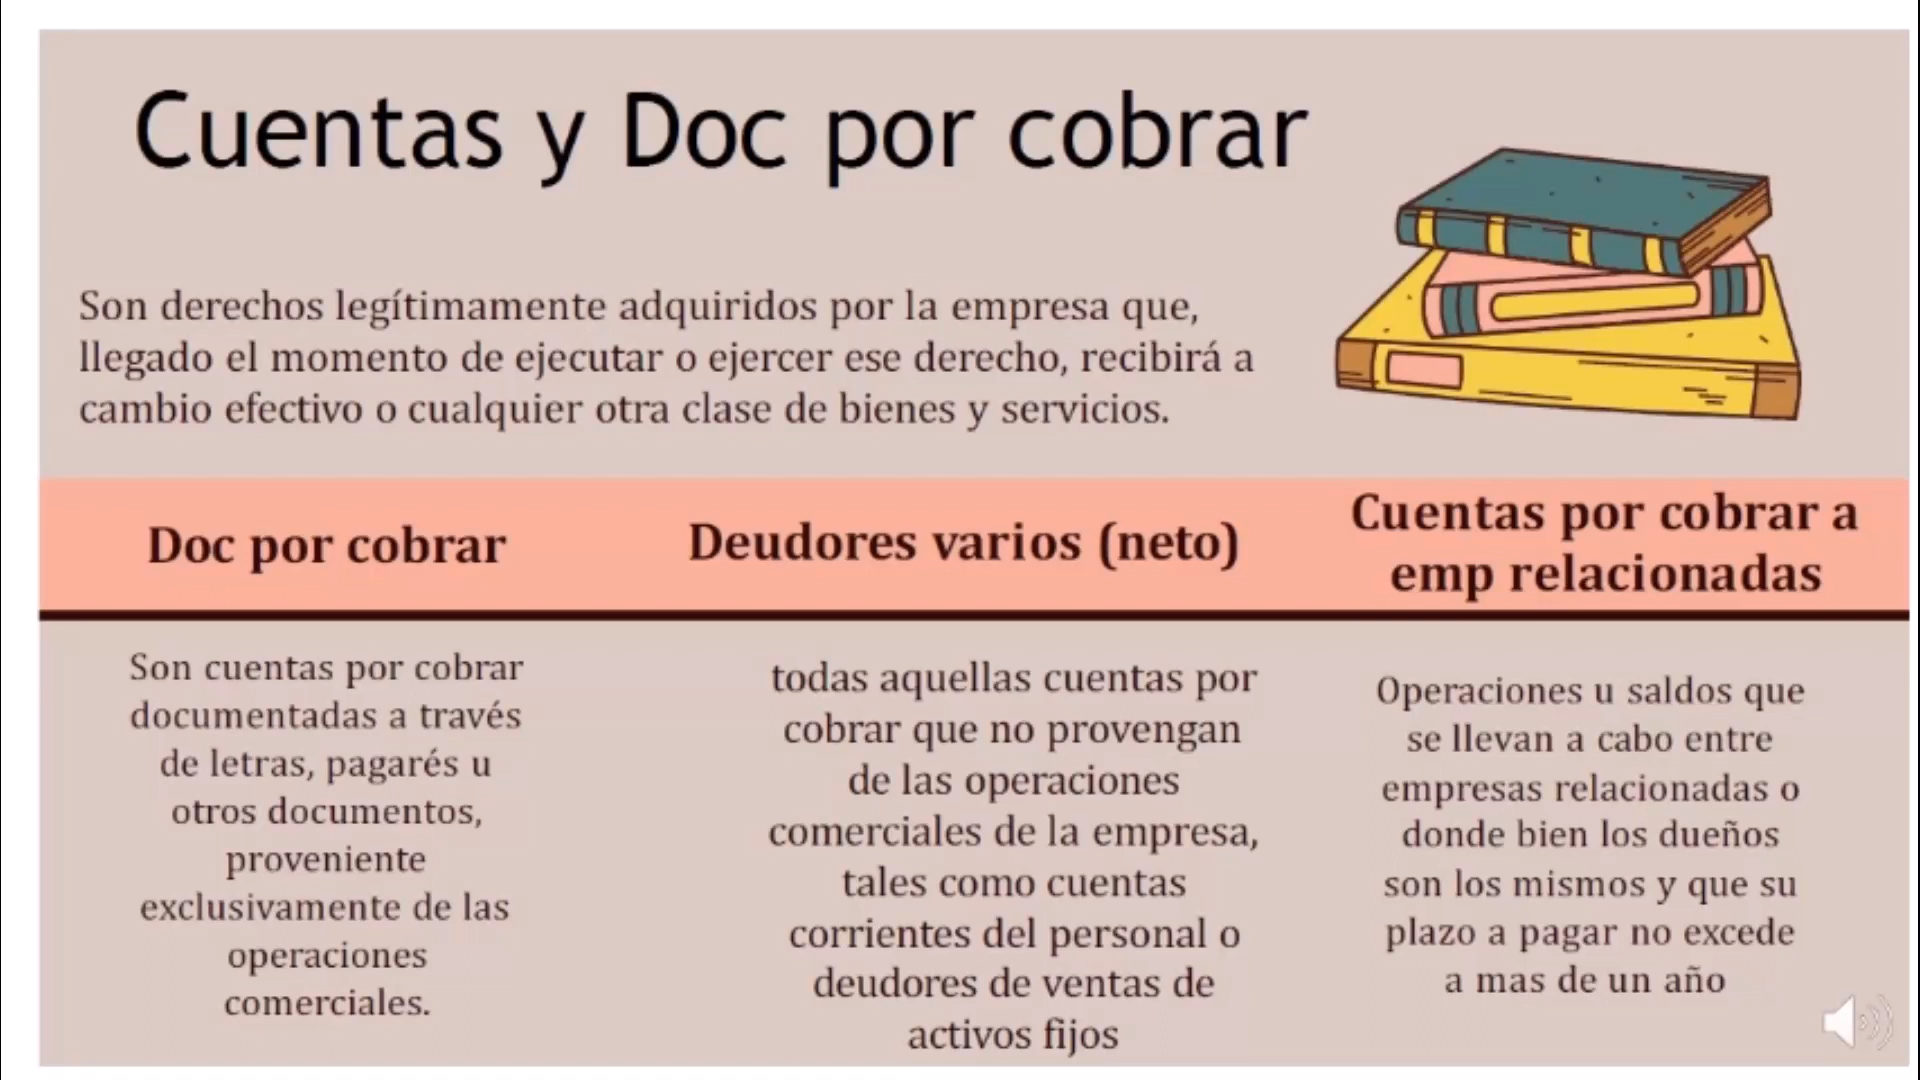 Cuentas y Doc por cobrar
Son derechos legítimamente adquiridos por la empresa que,
llegado el momento de ejecutar o ejercer ese derecho, recibirá a
cambio efectivo o cualquier otra clase de bienes y servicios.
Doc por cobrar
Son cuentas por cobrar
documentadas a través
de letras, pagarés u
otros documentos,
proveniente
exclusivamente de las
operaciones
comerciales.
Deudores varios (neto)
todas aquellas cuentas por
cobrar que no provengan
de las operaciones
comerciales de la empresa,
tales como cuentas
corrientes del personal o
deudores de ventas de
activos fijos
Cuentas por cobrar a
emp relacionadas
Operaciones u saldos que
se llevan a cabo entre
empresas relacionadas o
donde bien los dueños
son los mismos y que su
plazo a pagar no excede
a mas de un año